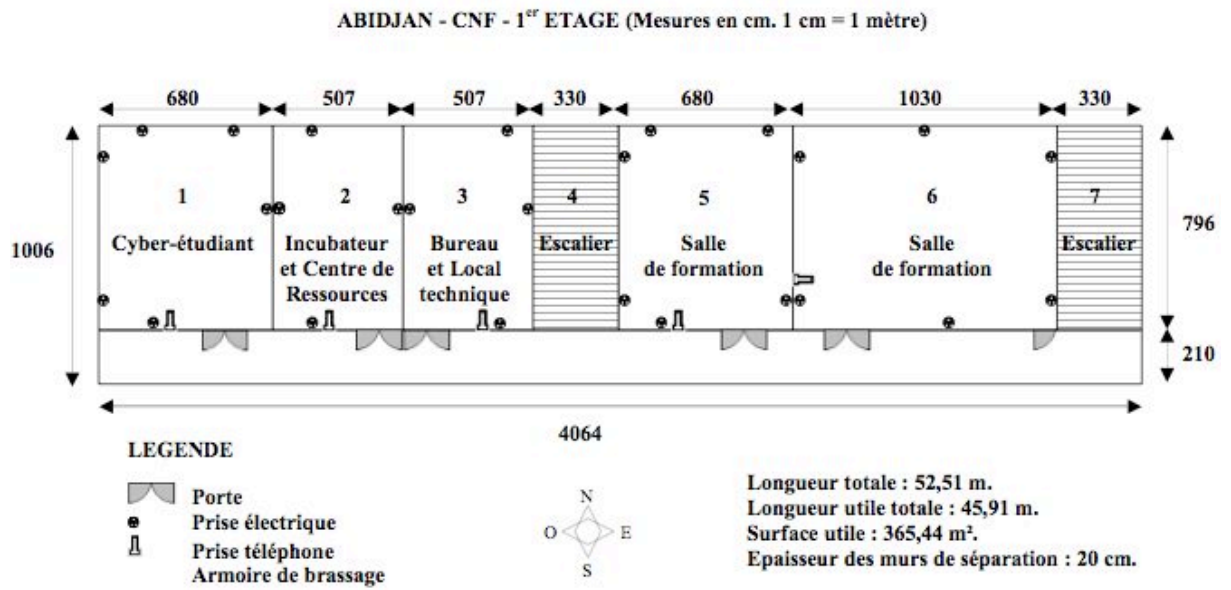 ABIDJAN - CNF - 1er ETAGE (Mesures en cm. 1 cm = 1 mètre)
680 507 507 330 680 1030 330
1 2 3 4 5 6 7
1006 796
Cyber-étudiant Incubateur Bureau Escalier Salle Salle Escalier
et Centre de et Local de formation de formation
Ressources technique
210
4064
LEGENDE
Porte
Prise électrique
Prise téléphone
Armoire de brassage
N
O E
S
Longueur totale : 52,51 m.
Longueur utile totale : 45,91 m.
Surface utile : 365,44 m².
Epaisseur des murs de séparation : 20 cm.